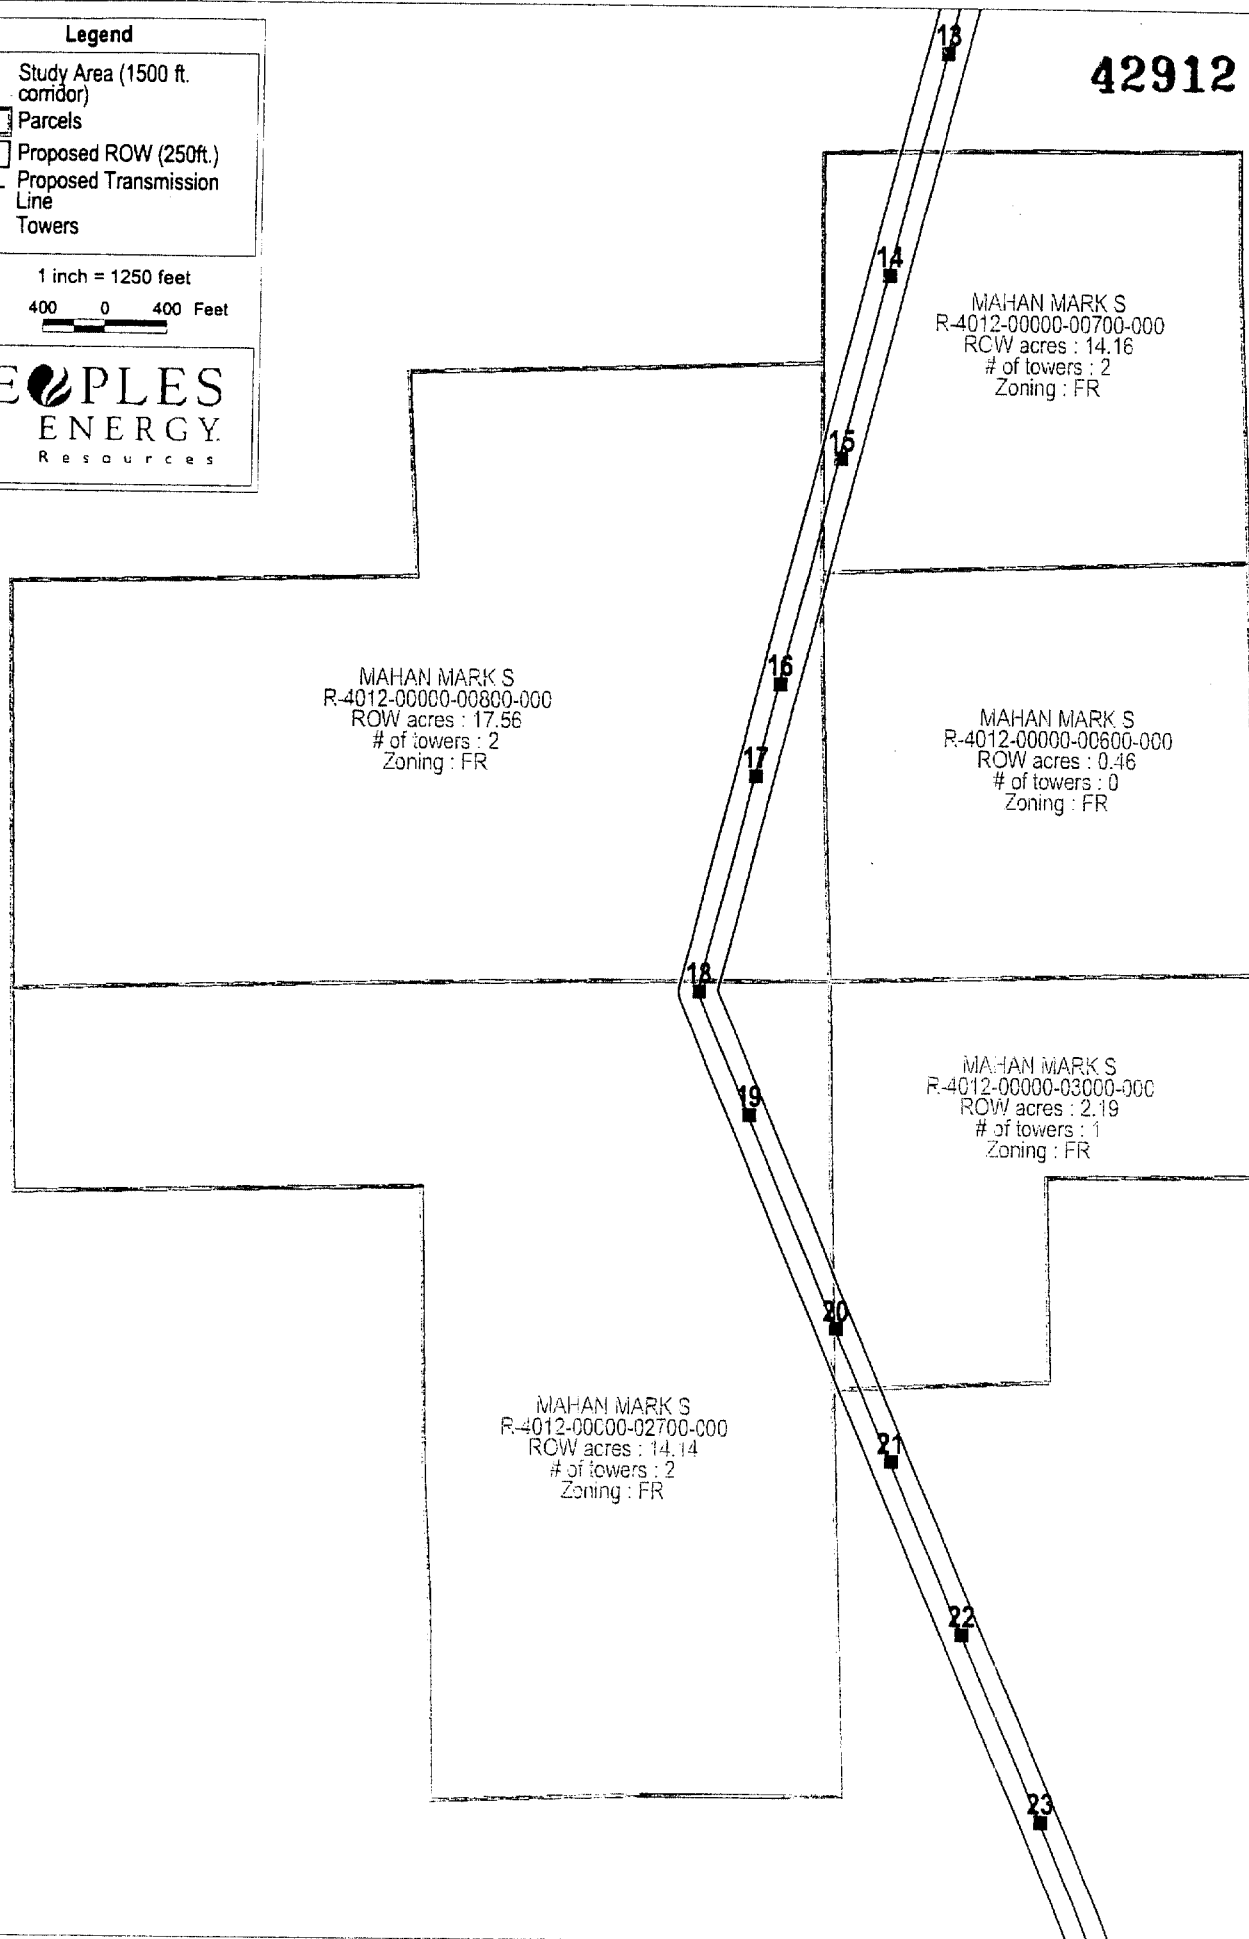 Legend
Study Area (1500 ft.
corridor)
Parcels
Proposed ROW (250ft.)
Proposed Transmission
Line
Towers
1 inch = 1250 feet
400 0 400 Feet
EOPLES
ENERGY.
Resources
42912
13
14
MAHAN MARK S
R-4012-00000-00700-000
ROW acres : 14.16
# of towers : 2
Zoning : FR
15
16
MAHAN MARK S
R-4012-00000-00800-000
ROW acres : 17.56
# of towers : 2
Zoning : FR
MAHAN MARK S
R-4012-00000-00600-000
ROW acres : 0.46
# of towers : 0
Zoning : FR
17
18
MAHAN MARK S
R-4012-00000-03000-000
ROW acres : 2.19
# of towers : 1
Zoning : FR
19
20
MAHAN MARK S
R-4012-00000-02700-000
ROW acres : 14.14
# of towers : 2
Zoning : FR
21
22
23